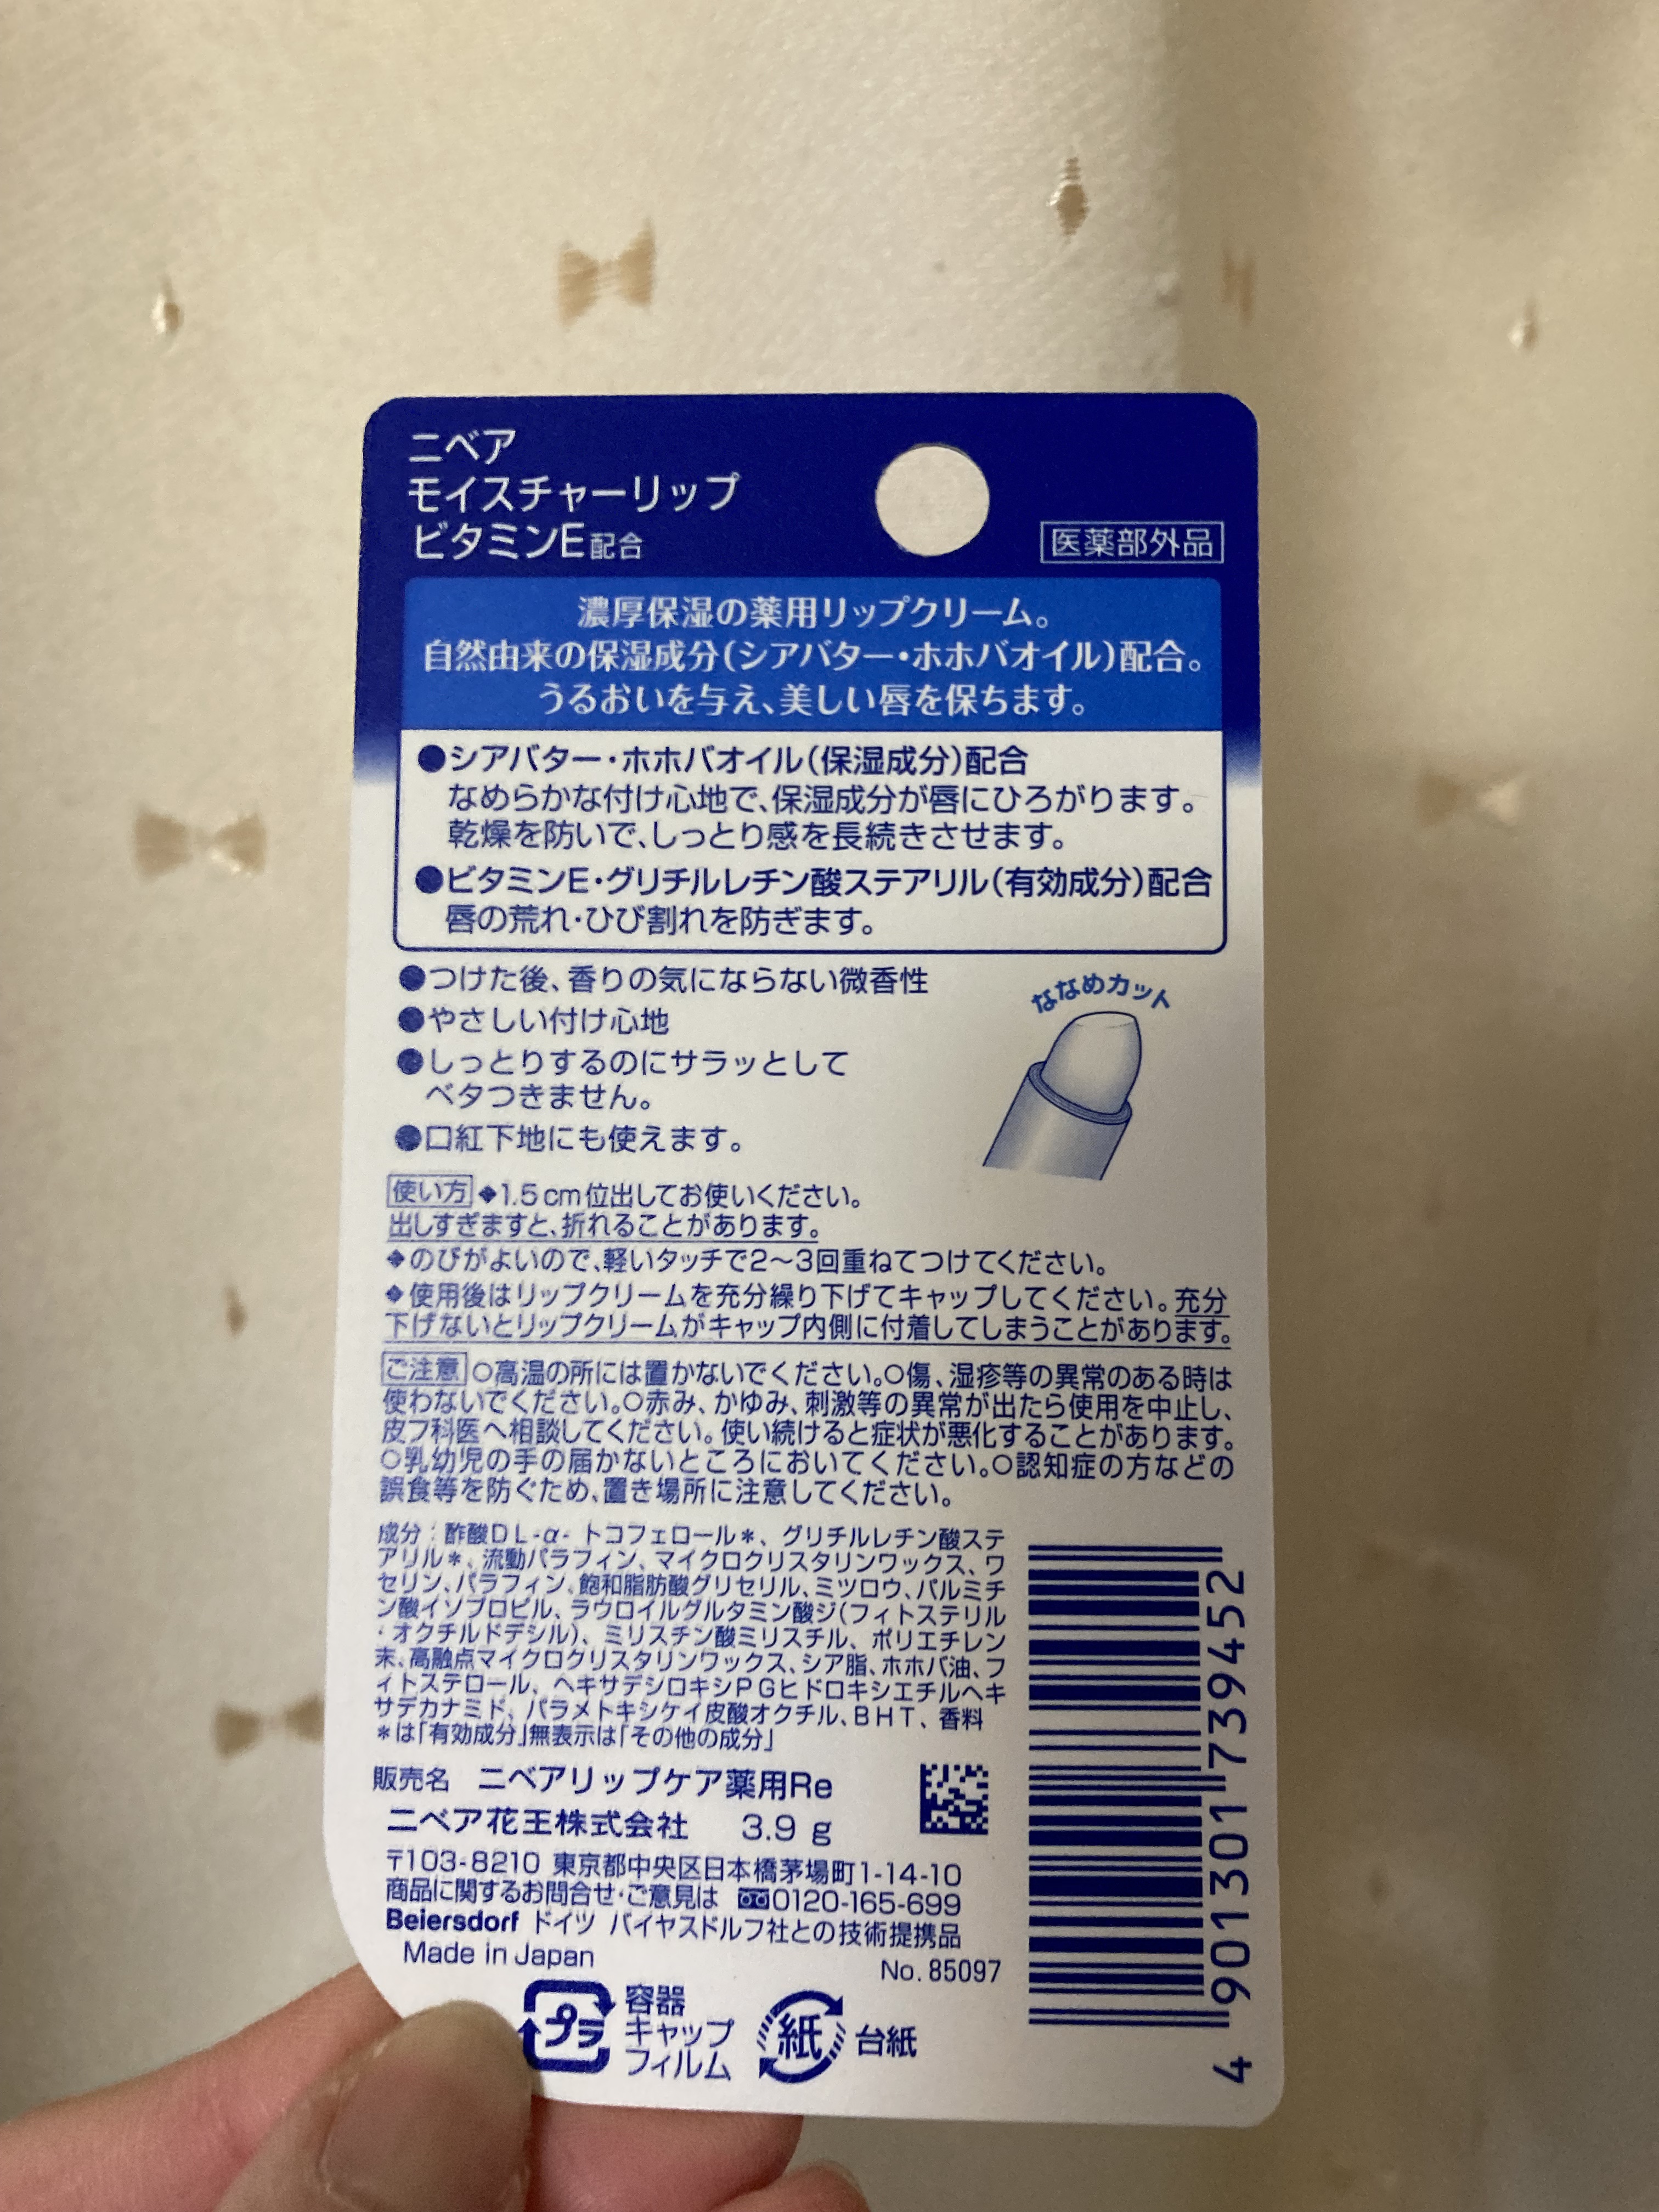 ニベア
モイスチャーリップ
ビタミンE配合
医薬部外品
濃厚保湿の薬用リップクリーム。
自然由来の保湿成分(シアバター・ホホバオイル)配合。
うるおいを与え、美しい唇を保ちます。
●シアバター・ホホバオイル(保湿成分)配合
なめらかな付け心地で、保湿成分が唇にひろがります。
乾燥を防いで、しっとり感を長続きさせます。
●ビタミンE・グリチルレチン酸ステアリル(有効成分)配合
唇の荒れ・ひび割れを防ぎます。
●つけた後、香りの気にならない微香性
●やさしい付け心地
●しっとりするのにサラッとして
ベタつきません。
●口紅下地にも使えます。
ななめカット
使い方 ◆1.5cm位出してお使いください。
出しすぎますと、折れることがあります。
◆のびがよいので、軽いタッチで2〜3回重ねてつけてください。
◆使用後はリップクリームを充分繰り下げてキャップしてください。充分
下げないとリップクリームがキャップ内側に付着してしまうことがあります。
ご注意 ○高温の所には置かないでください。○傷、湿疹等の異常のある時は
使わないでください。○赤み、かゆみ、刺激等の異常が出たら使用を中止し、
皮フ科医へ相談してください。使い続けると症状が悪化することがあります。
○乳幼児の手の届かないところにおいてください。○認知症の方などの
誤食等を防ぐため、置き場所に注意してください。
成分：酢酸DL-α-トコフェロール*、グリチルレチン酸ステ
アリル*、流動パラフィン、マイクロクリスタリンワックス、ワ
セリン、パラフィン、飽和脂肪酸グリセリル、ミツロウ、パルミチ
ン酸イソプロピル、ラウロイルグルタミン酸ジ(フィトステリル
・オクチルドデシル)、ミリスチン酸ミリスチル、ポリエチレン
末、高融点マイクログリスタリンワックス、シア脂、ホホバ油、フ
ィトステロール、ヘキサデシロキシPGヒドロキシエチルヘキ
サデカナミド、パラメトキシケイ皮酸オクチル、BHT、香料
*は「有効成分」無表示は「その他の成分」
販売名 ニベアリップケア薬用Re
ニベア花王株式会社 3.9 g
〒103-8210 東京都中央区日本橋茅場町1-14-10
商品に関するお問合せ・ご意見は 0120-165-699
Beiersdorf ドイツ バイヤスドルフ社との技術提携品
Made in Japan
No. 85097
プラ
容器
キャップ
フィルム
紙
台紙
4 901301 739452